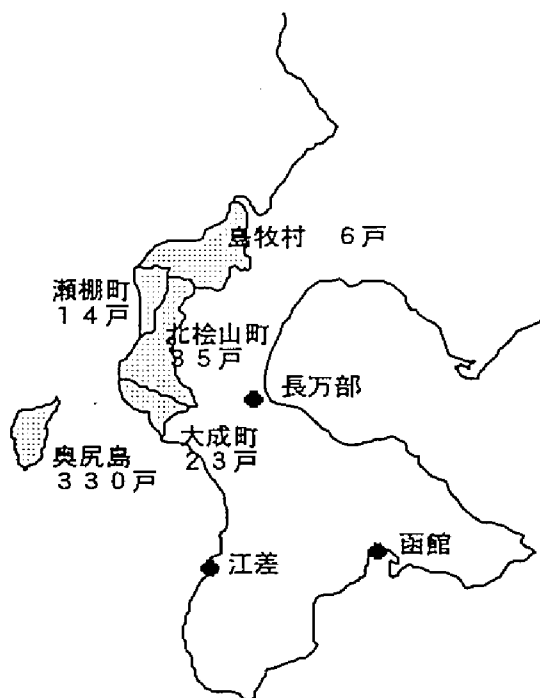 島牧村　６戸
瀬棚町
１４戸
北桧山町
３５戸
長万部
大成町
２３戸
奥尻島
３３０戸
函館
江差